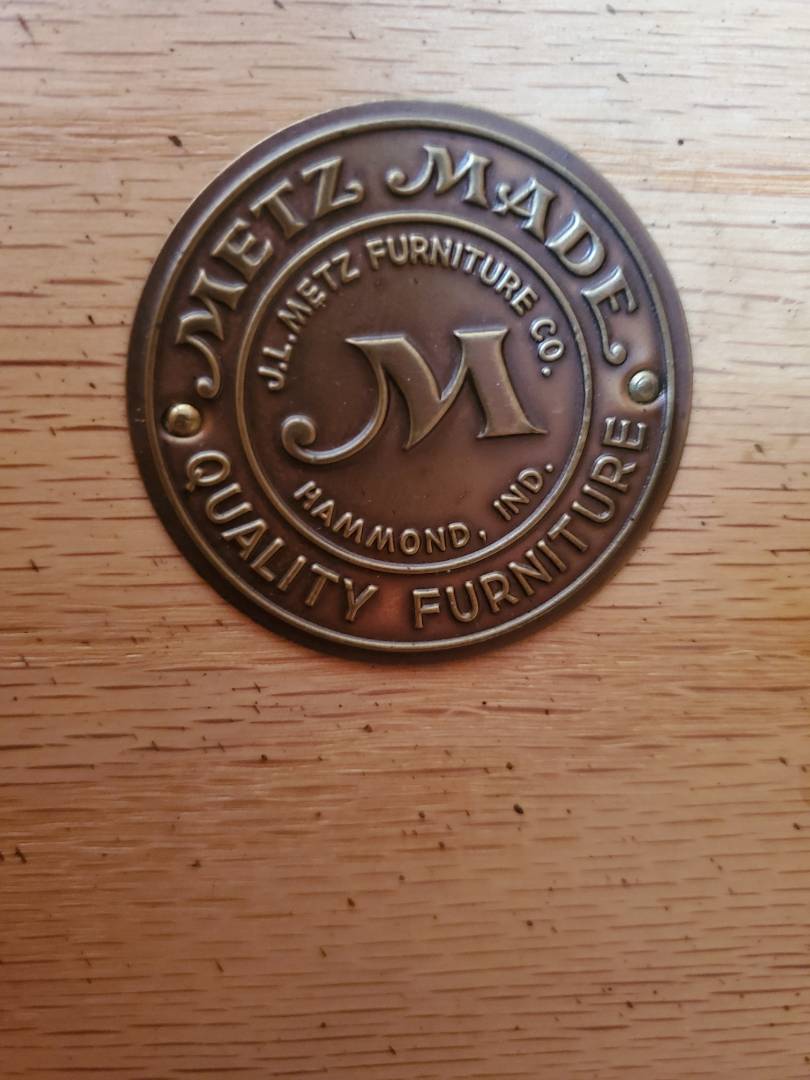 METZ MADE
J.L. METZ FURNITURE CO.
M
HAMMOND, IND.
QUALITY FURNITURE